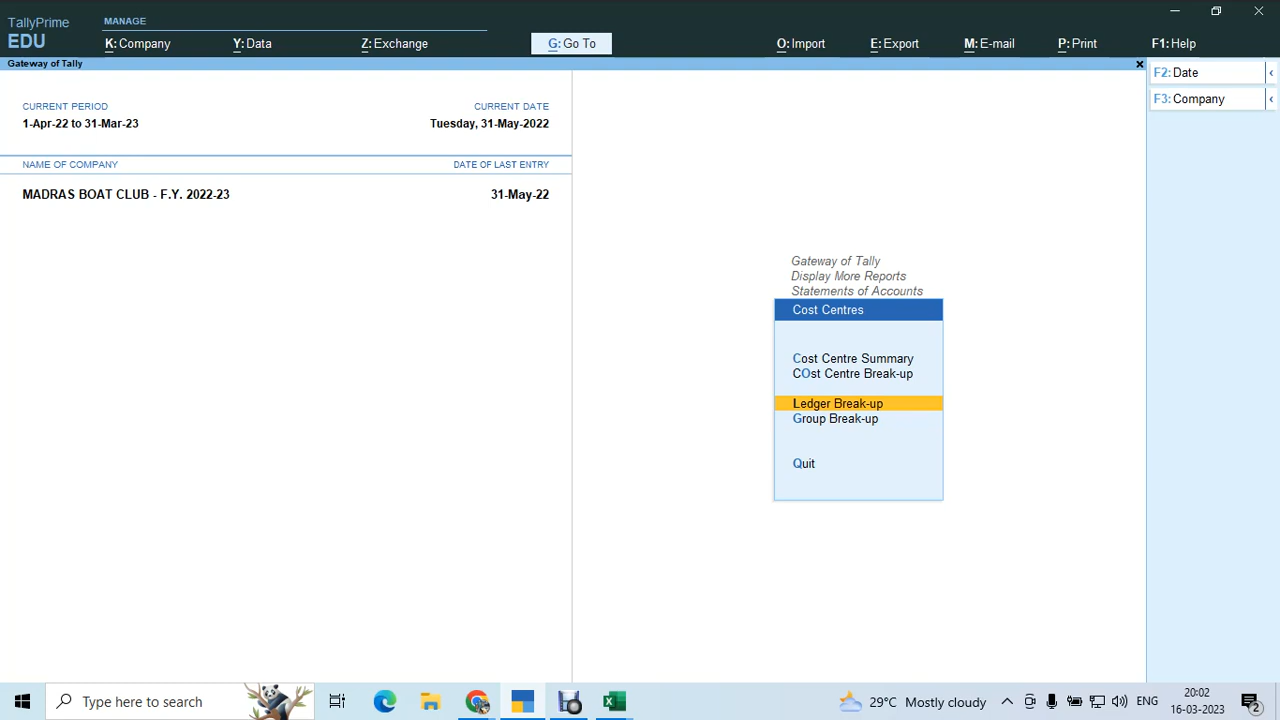 TallyPrime
EDU
MANAGE
K: Company
Y: Data
Z: Exchange
G: Go To
O: Import
E: Export
M: E-mail
P: Print
F1: Help
Gateway of Tally
F2: Date
F3: Company
CURRENT PERIOD
CURRENT DATE
1-Apr-22 to 31-Mar-23
Tuesday, 31-May-2022
NAME OF COMPANY
DATE OF LAST ENTRY
MADRAS BOAT CLUB - F.Y. 2022-23
31-May-22
Gateway of Tally
Display More Reports
Statements of Accounts
Cost Centres
Cost Centre Summary
COst Centre Break-up
Ledger Break-up
Group Break-up
Quit
Type here to search
29°C Mostly cloudy
ENG
20:02
16-03-2023
2